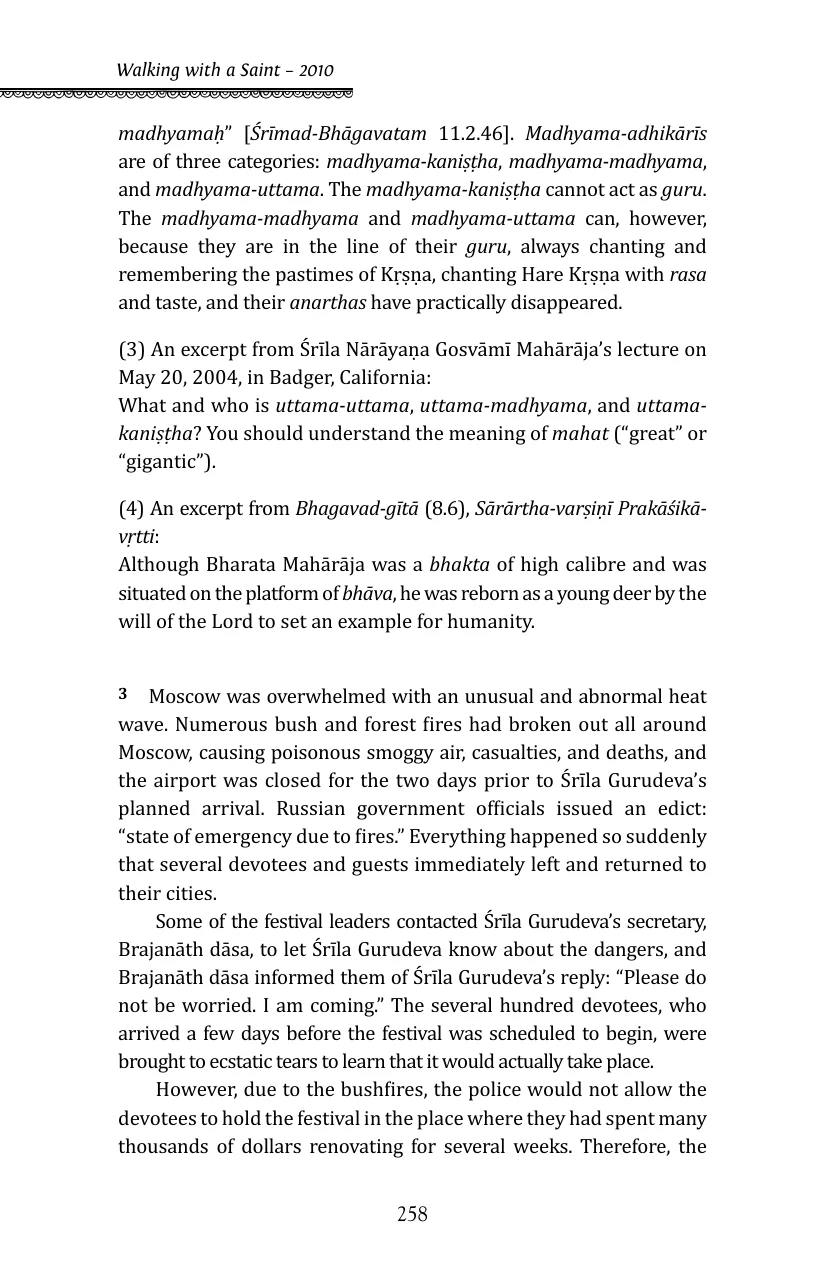 Walking with a Saint – 2010
madhyamaḥ” [Śrīmad-Bhāgavatam 11.2.46]. Madhyama-adhikārīs
are of three categories: madhyama-kaniṣṭha, madhyama-madhyama,
and madhyama-uttama. The madhyama-kaniṣṭha cannot act as guru.
The madhyama-madhyama and madhyama-uttama can, however,
because they are in the line of their guru, always chanting and
remembering the pastimes of Kṛṣṇa, chanting Hare Kṛṣṇa with rasa
and taste, and their anarthas have practically disappeared.
(3) An excerpt from Śrīla Nārāyaṇa Gosvāmī Mahārāja’s lecture on
May 20, 2004, in Badger, California:
What and who is uttama-uttama, uttama-madhyama, and uttama-
kaniṣṭha? You should understand the meaning of mahat (“great” or
“gigantic”).
(4) An excerpt from Bhagavad-gītā (8.6), Sārārtha-varṣiṇī Prakāśikā-
vṛtti:
Although Bharata Mahārāja was a bhakta of high calibre and was
situated on the platform of bhāva, he was reborn as a young deer by the
will of the Lord to set an example for humanity.
3 Moscow was overwhelmed with an unusual and abnormal heat
wave. Numerous bush and forest fires had broken out all around
Moscow, causing poisonous smoggy air, casualties, and deaths, and
the airport was closed for the two days prior to Śrīla Gurudeva’s
planned arrival. Russian government officials issued an edict:
“state of emergency due to fires.” Everything happened so suddenly
that several devotees and guests immediately left and returned to
their cities.
Some of the festival leaders contacted Śrīla Gurudeva’s secretary,
Brajanāth dāsa, to let Śrīla Gurudeva know about the dangers, and
Brajanāth dāsa informed them of Śrīla Gurudeva’s reply: “Please do
not be worried. I am coming.” The several hundred devotees, who
arrived a few days before the festival was scheduled to begin, were
brought to ecstatic tears to learn that it would actually take place.
However, due to the bushfires, the police would not allow the
devotees to hold the festival in the place where they had spent many
thousands of dollars renovating for several weeks. Therefore, the
258